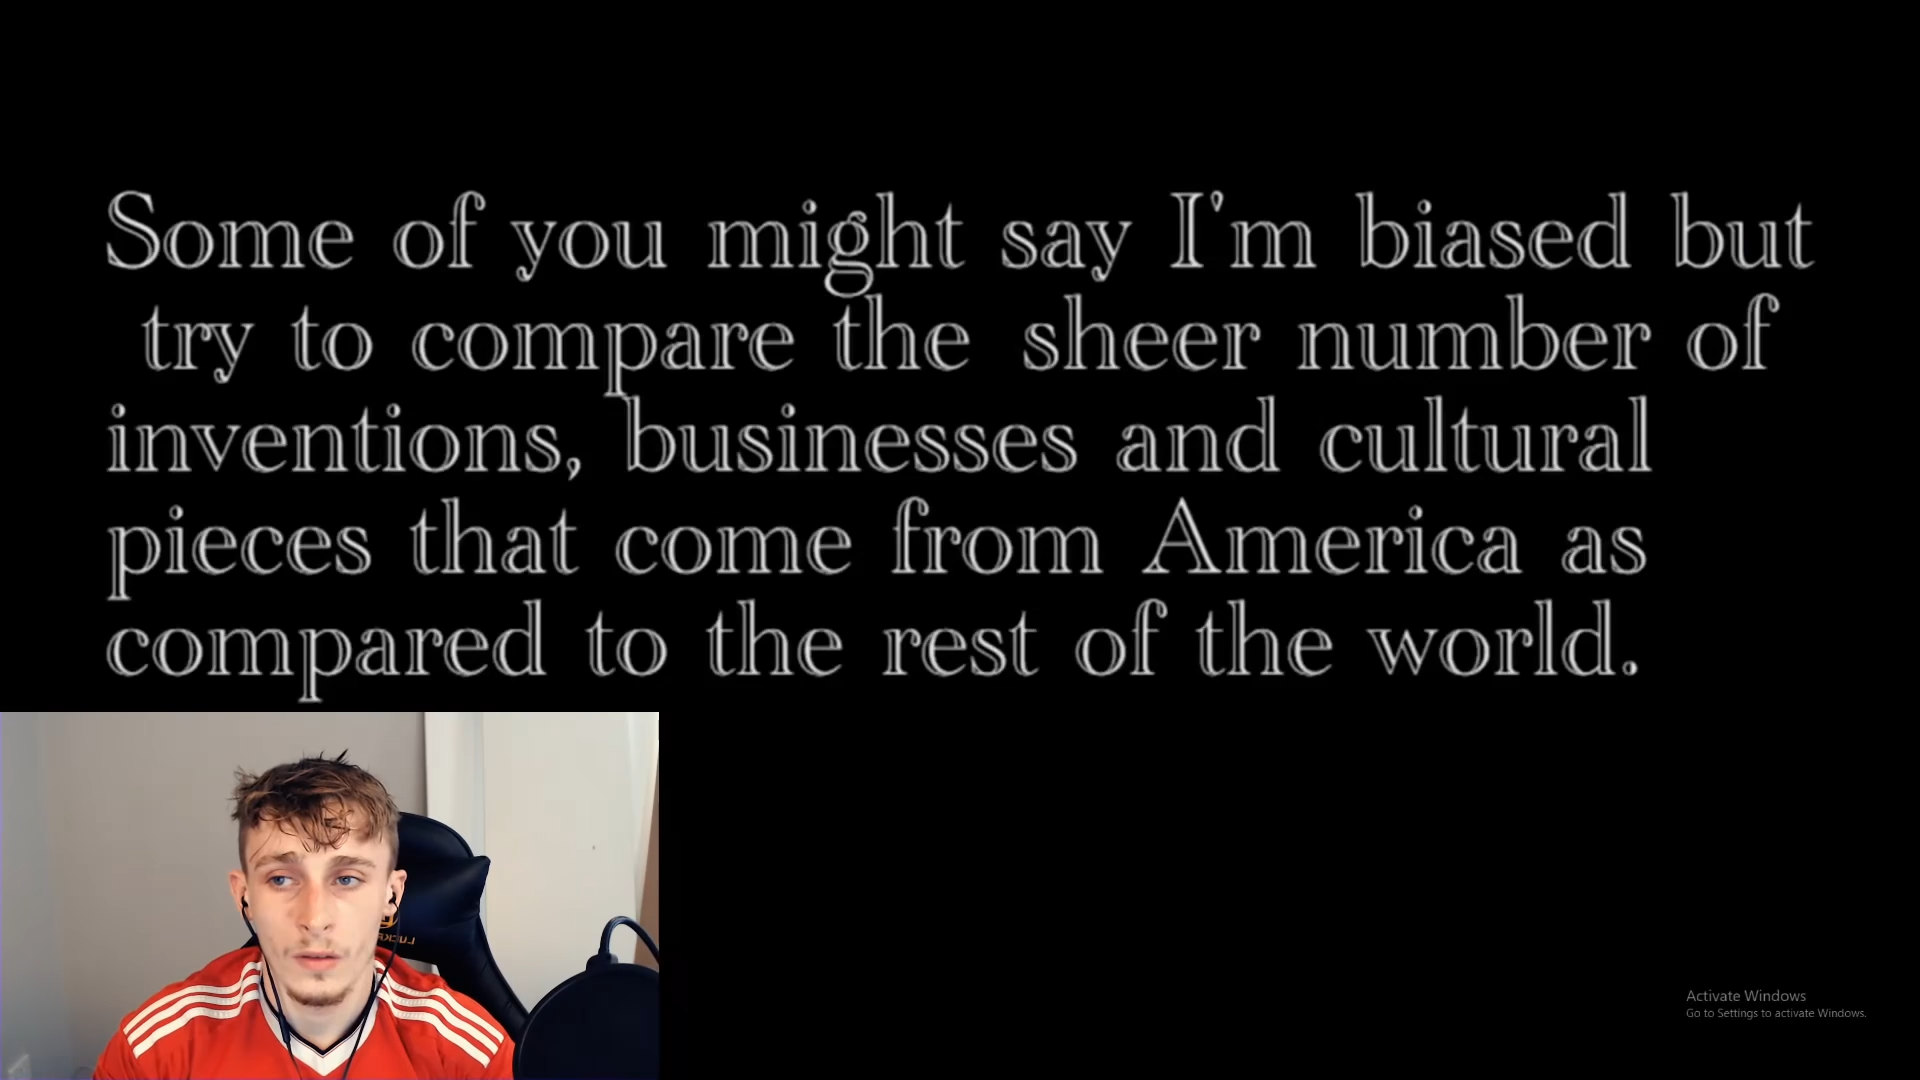 Some of you might say I'm biased but
try to compare the sheer number of
inventions, businesses and cultural
pieces that come from America as
compared to the rest of the world.
Activate Windows
Go to Settings to activate Windows.